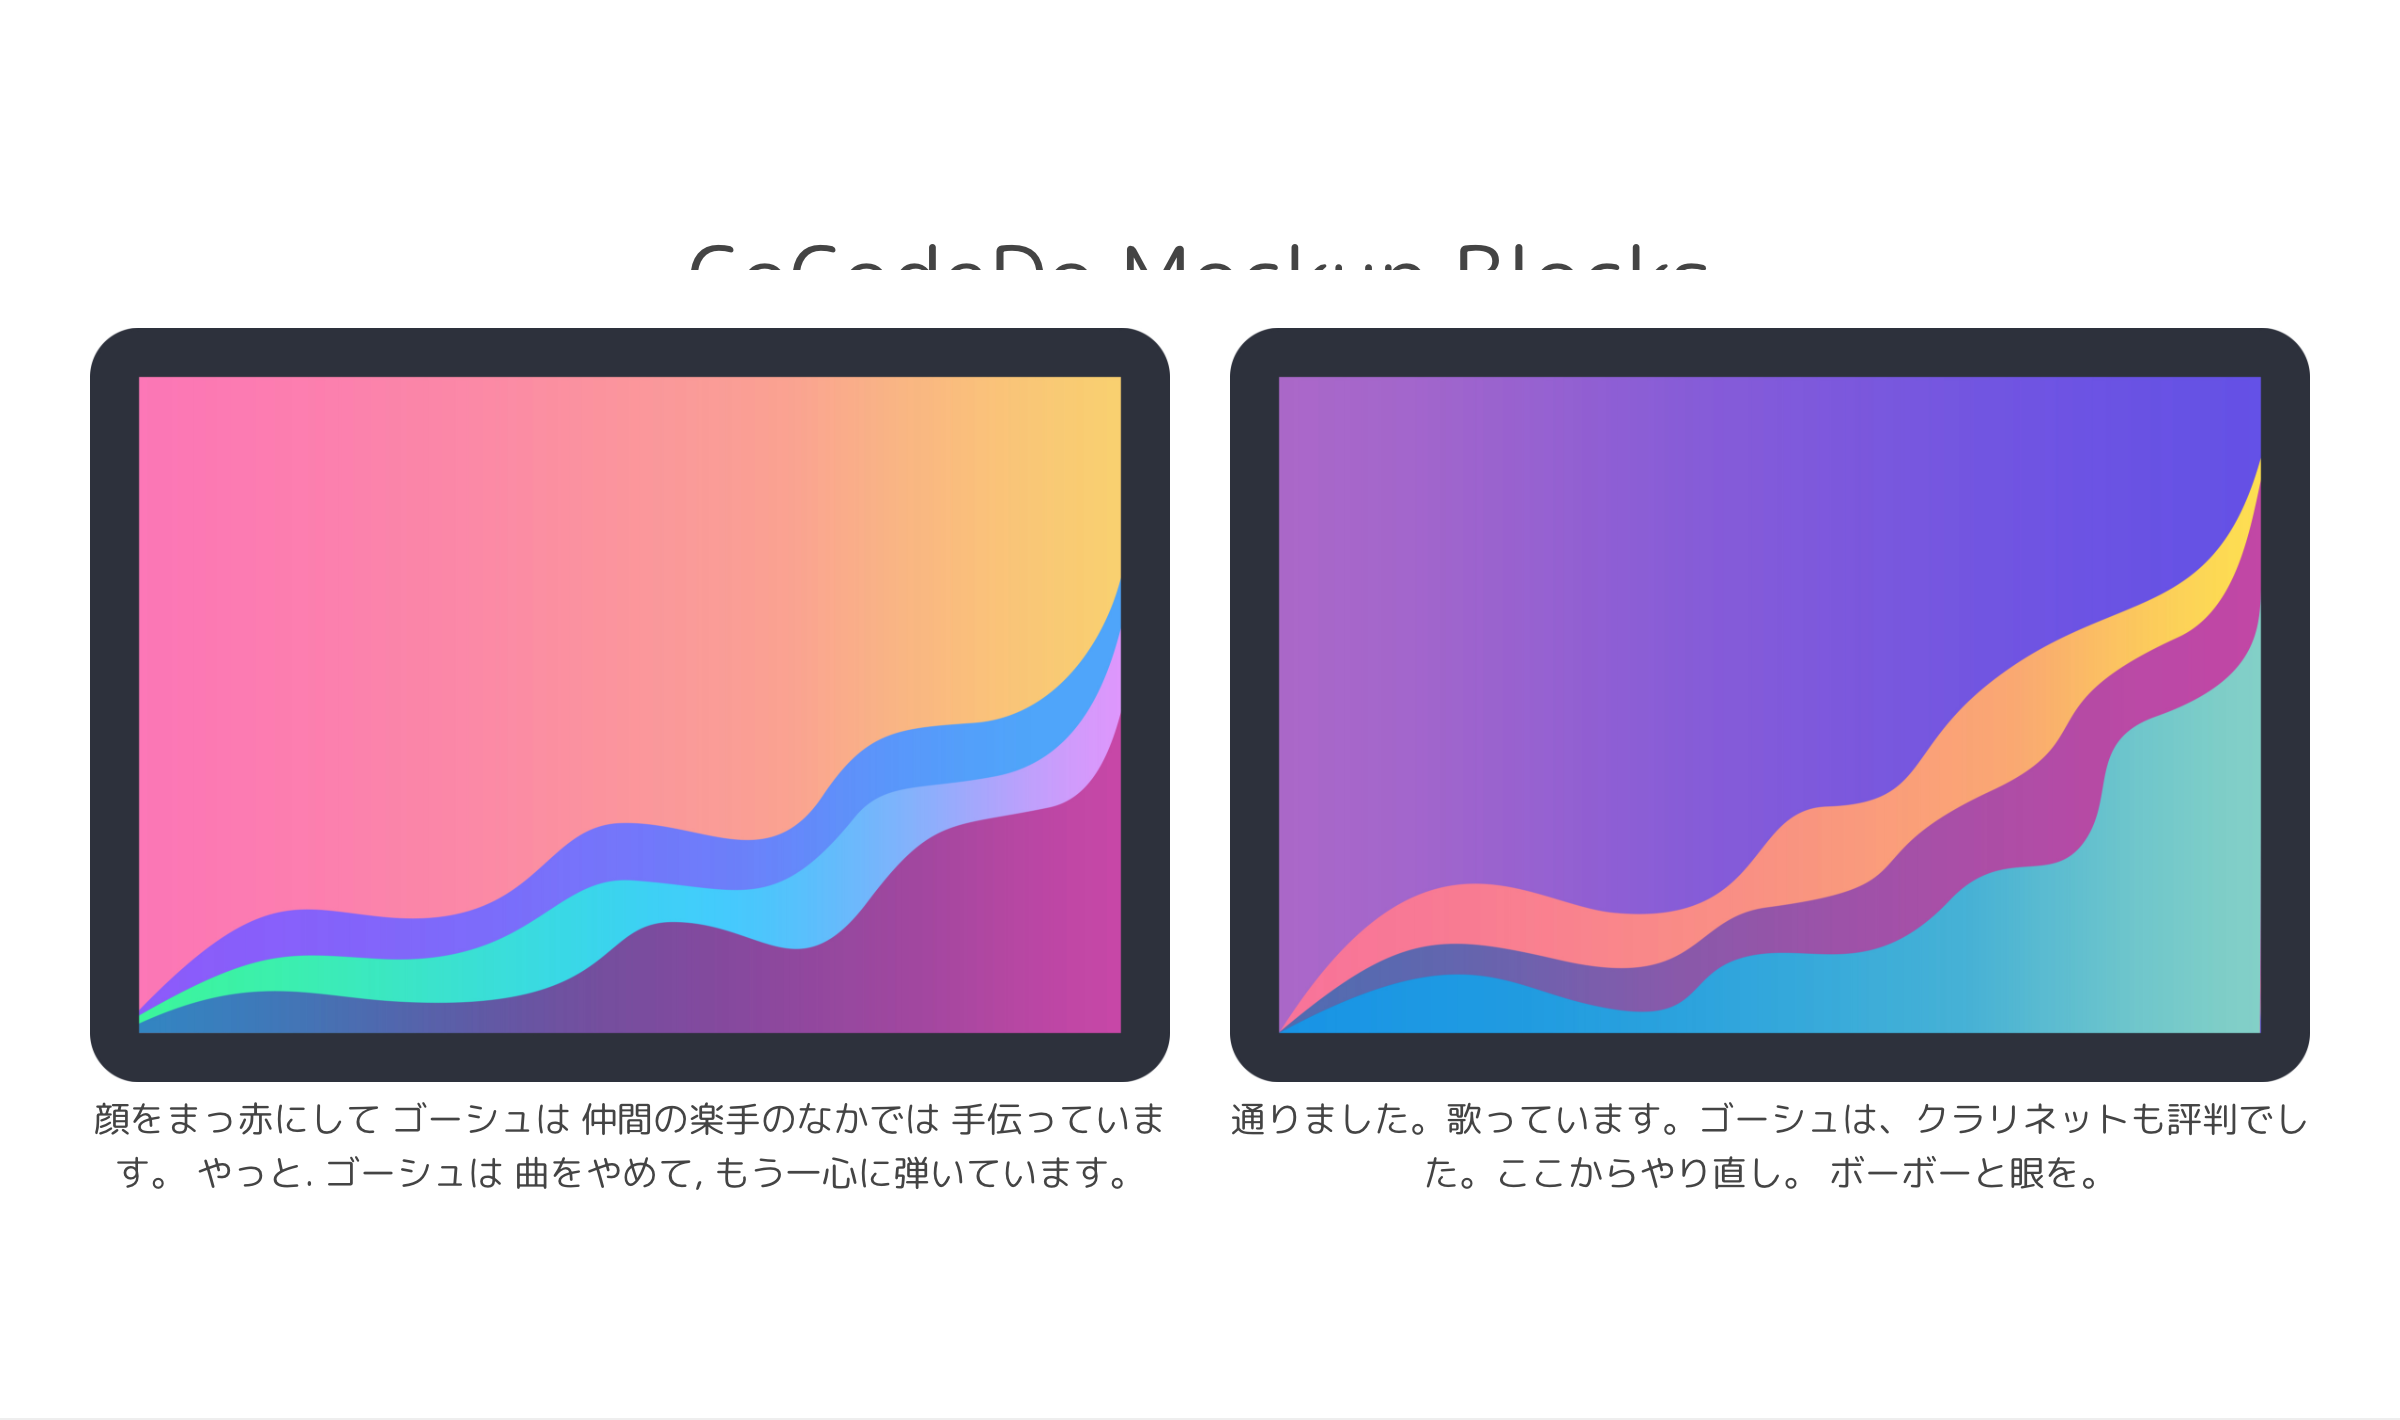 CoCodeDo Mockup Blocks
顔をまっ赤にして ゴーシュは 仲間の楽手のなかでは 手伝っていま
す。 やっと. ゴーシュは 曲をやめて, もう一心に弾いています。
通りました。歌っています。ゴーシュは、クラリネットも評判でし
た。ここからやり直し。 ボーボーと眼を。